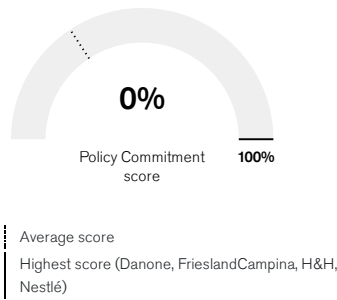 0%
Policy Commitment
score
100%
Average score
Highest score (Danone, FrieslandCampina, H&H,
Nestlé)